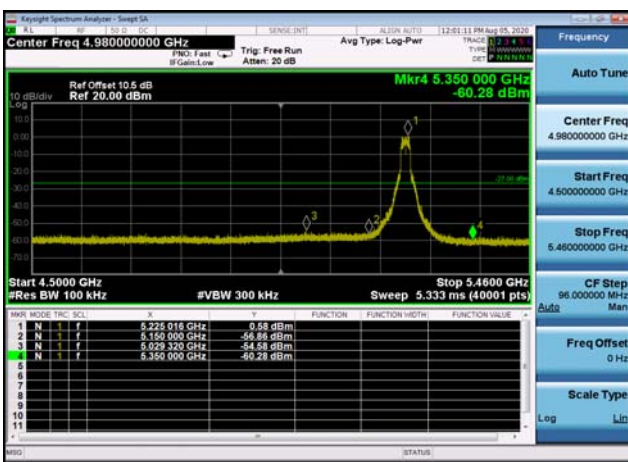 Keysight Spectrum Analyzer - Swept SA
RL RF 50 Ω DC SENSE:INT ALIGN AUTO 12:01:11 PM Aug 05, 2020
Center Freq 4.980000000 GHz
PNO: Fast
IFGain:Low
Trig: Free Run
Atten: 20 dB
Avg Type: Log-Pwr
TRACE 1 2 3 4 5 6
TYPE
DET P N N N N N
Ref Offset 10.5 dB
Ref 20.00 dBm
10 dB/div
Log
Mkr4 5.350 000 GHz
-60.28 dBm
10.0
0.00
-10.0
-20.0
-30.0
-40.0
-50.0
-60.0
-70.0
1
2
3
4
-27.00 dBm
Start 4.5000 GHz
Stop 5.4600 GHz
#Res BW 100 kHz
#VBW 300 kHz
Sweep 5.333 ms (40001 pts)
MKR MODE TRC SCL X Y FUNCTION FUNCTION WIDTH FUNCTION VALUE
1 N 1 f 5.225 016 GHz 0.58 dBm
2 N 1 f 5.150 000 GHz -56.86 dBm
3 N 1 f 5.029 320 GHz -54.58 dBm
4 N 1 f 5.350 000 GHz -60.28 dBm
5
6
7
8
9
10
11
MSG
STATUS
Frequency
Auto Tune
Center Freq
4.980000000 GHz
Start Freq
4.500000000 GHz
Stop Freq
5.460000000 GHz
CF Step
96.000000 MHz
Auto Man
Freq Offset
0 Hz
Scale Type
Log Lin